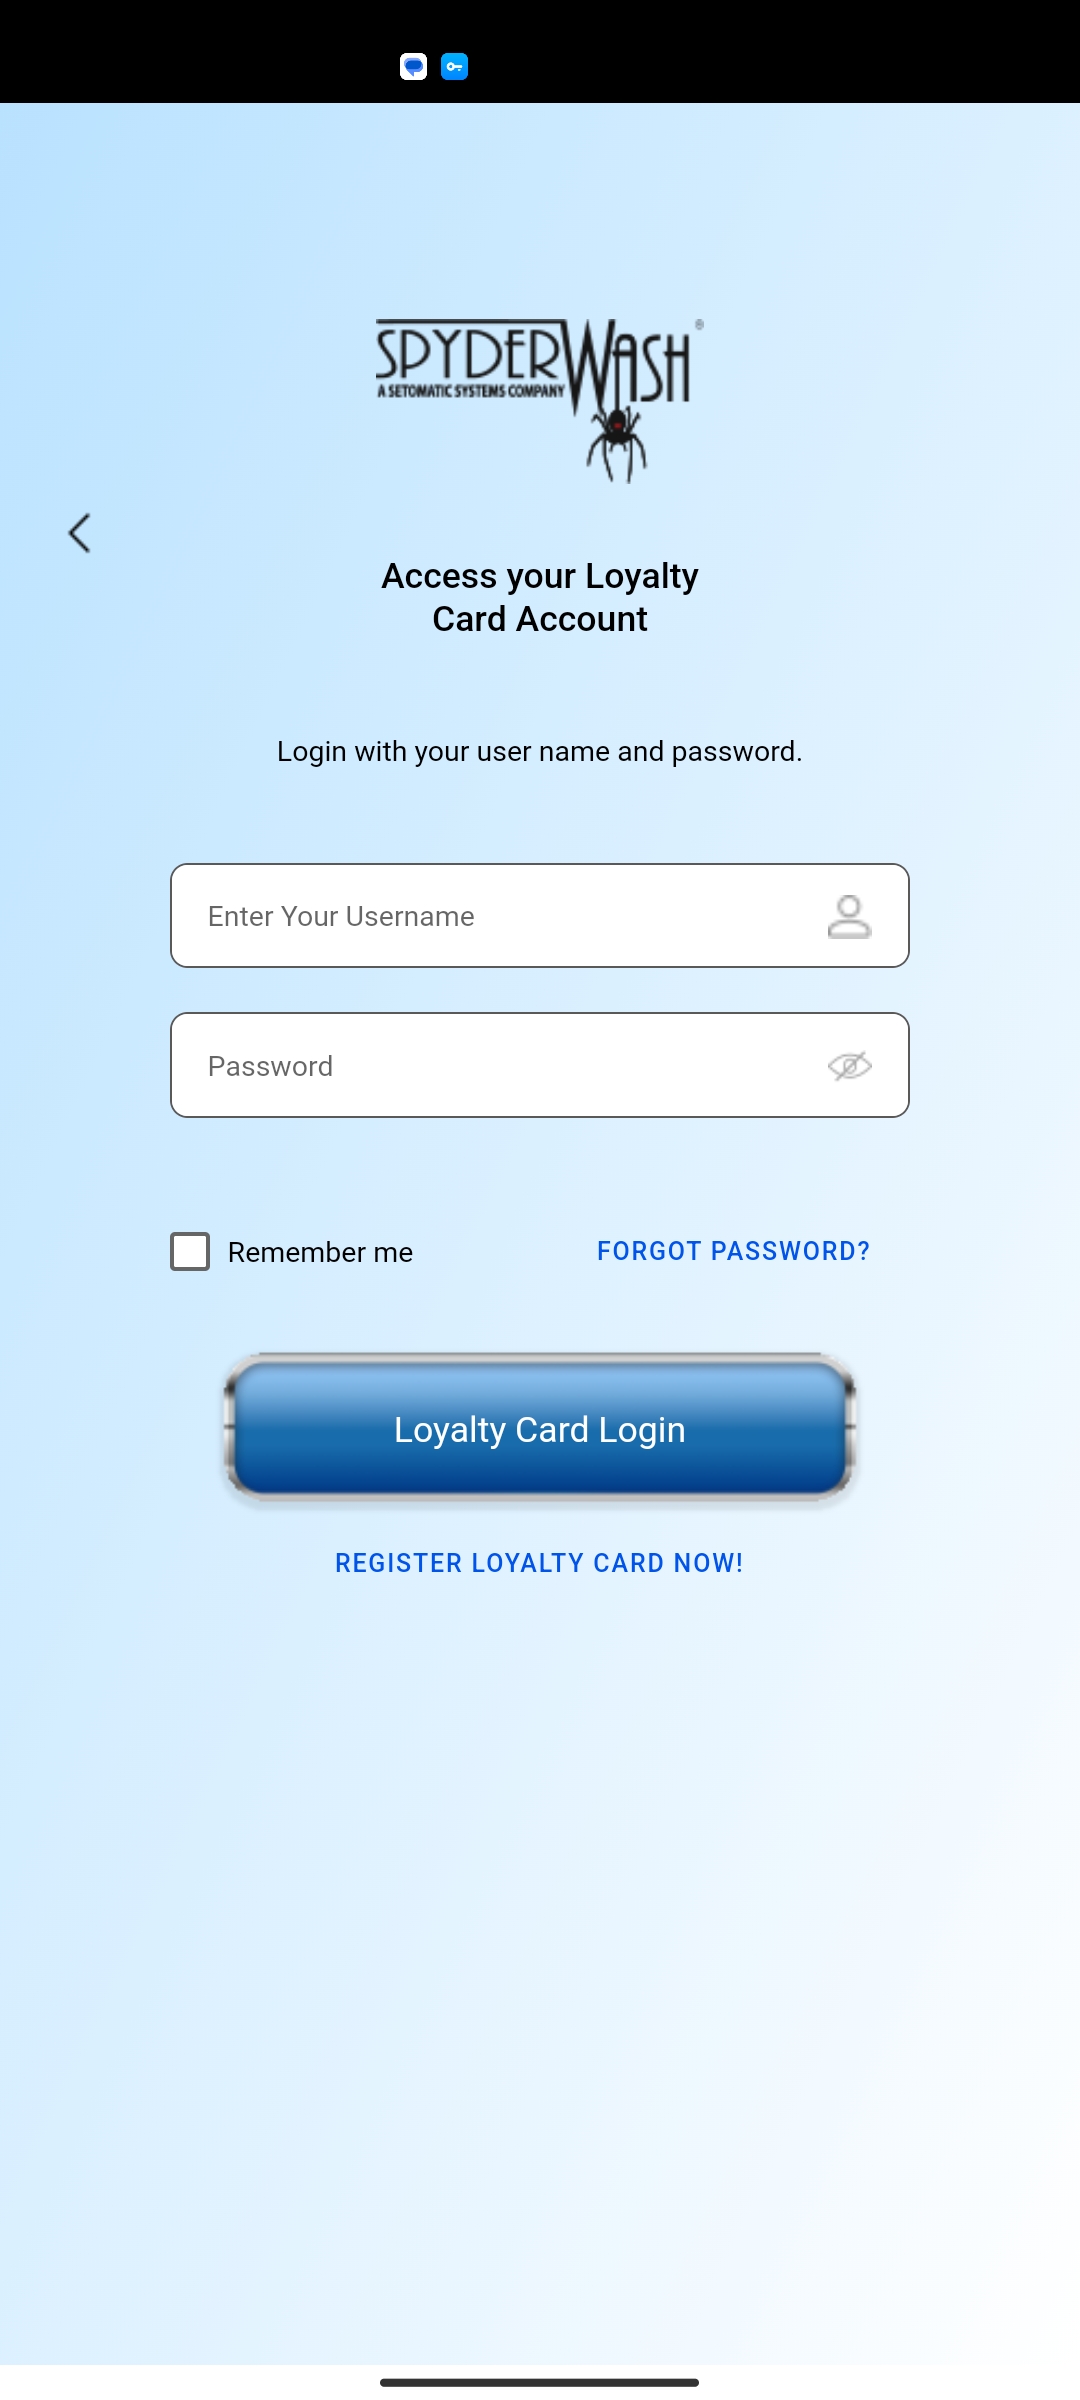 SPYDERWASH®
A SETOMATIC SYSTEMS COMPANY
Access your Loyalty
Card Account
Login with your user name and password.
Enter Your Username
Password
Remember me
FORGOT PASSWORD?
Loyalty Card Login
REGISTER LOYALTY CARD NOW!